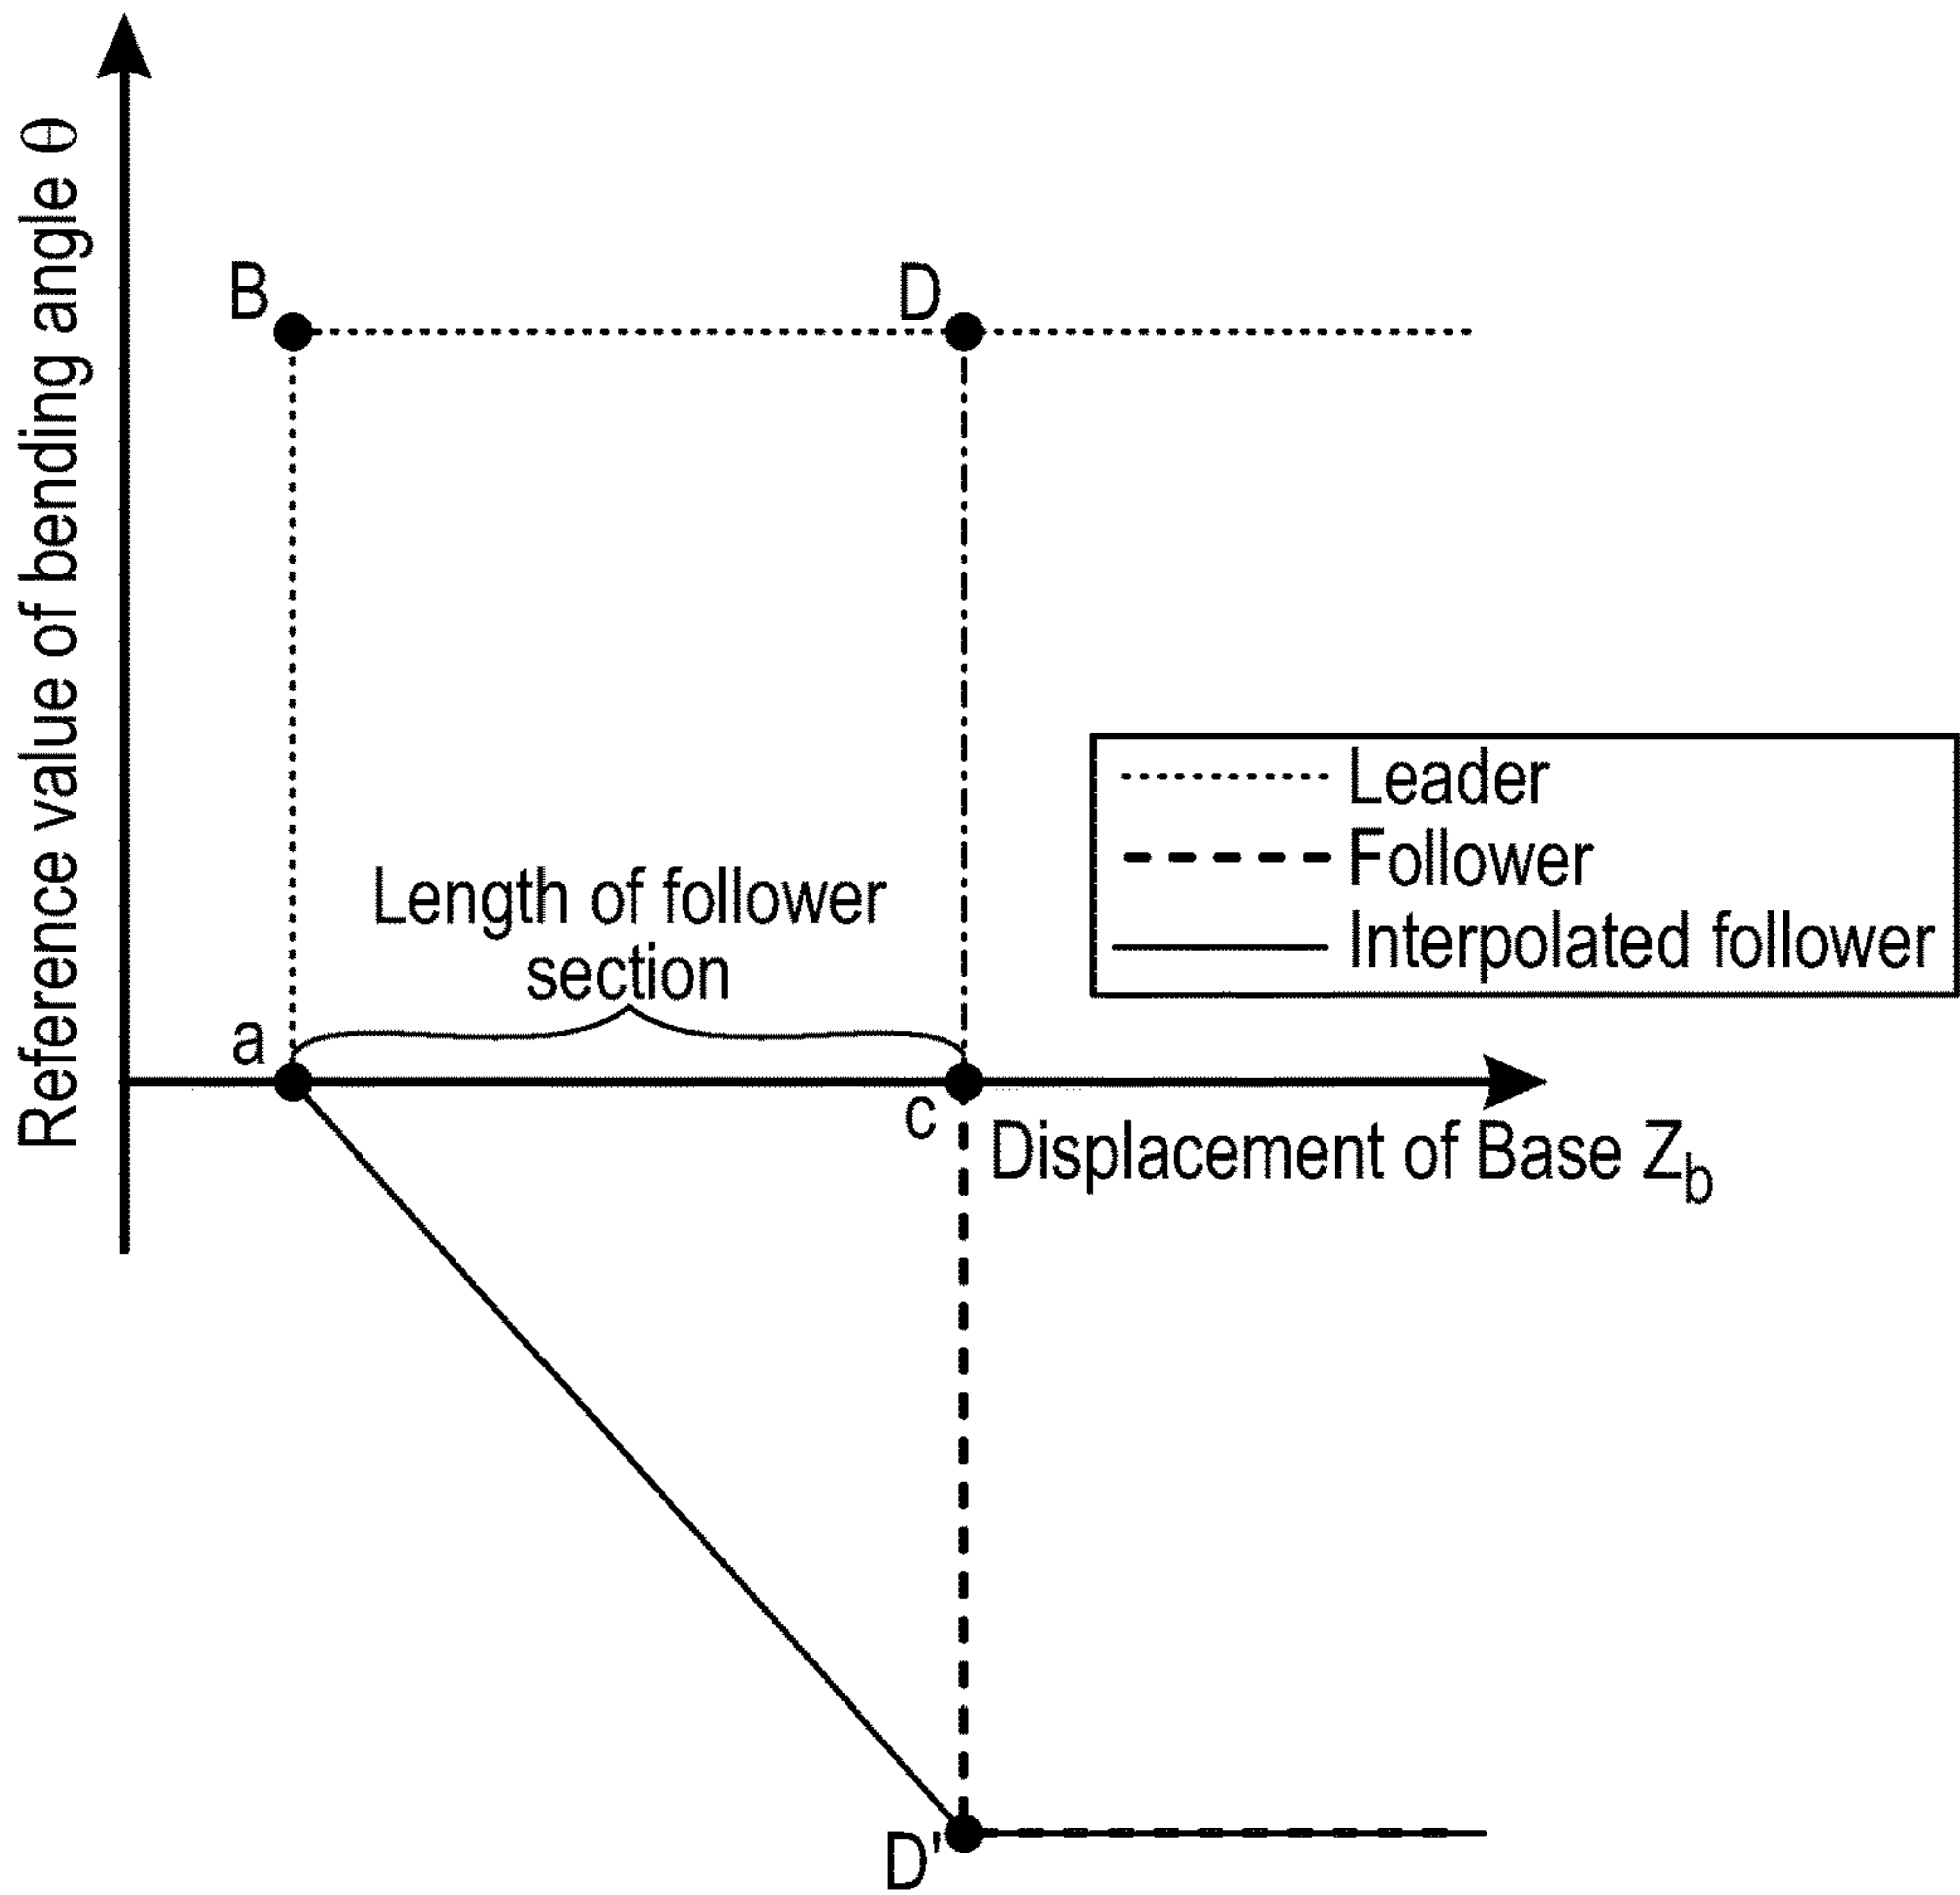 Reference value of bending angle θ
B
D
Leader
Follower
Interpolated follower
Length of follower
section
a
c
Displacement of Base Zb
D'